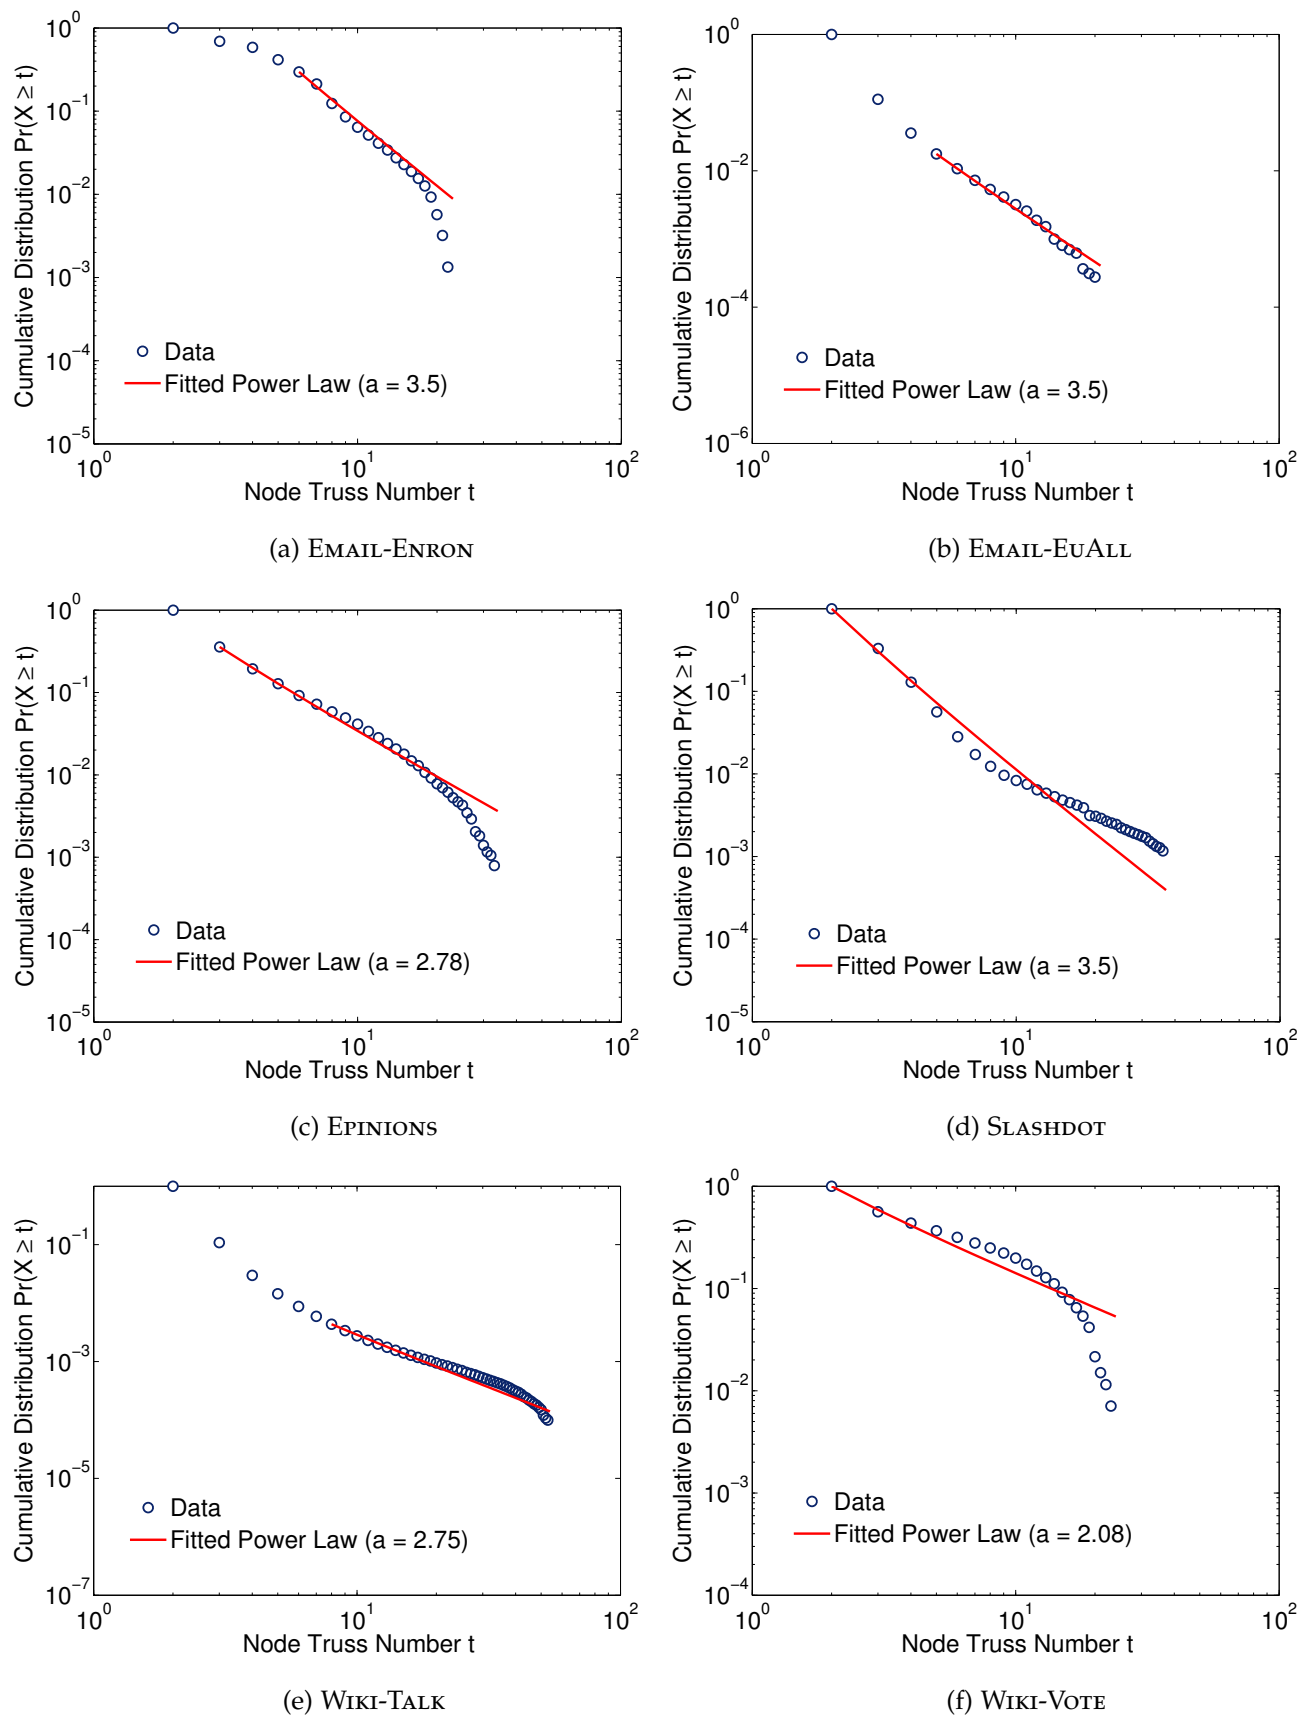 10^0
10^-1
10^-2
10^-3
10^-4
10^-5
10^0
10^1
10^2
Cumulative Distribution Pr(X ≥ t)
Node Truss Number t
Data
Fitted Power Law (a = 3.5)
(a) Email-Enron
10^0
10^-2
10^-4
10^-6
10^0
10^1
10^2
Cumulative Distribution Pr(X ≥ t)
Node Truss Number t
Data
Fitted Power Law (a = 3.5)
(b) Email-EuAll
10^0
10^-1
10^-2
10^-3
10^-4
10^-5
10^0
10^1
10^2
Cumulative Distribution Pr(X ≥ t)
Node Truss Number t
Data
Fitted Power Law (a = 2.78)
(c) Epinions
10^0
10^-1
10^-2
10^-3
10^-4
10^-5
10^0
10^1
10^2
Cumulative Distribution Pr(X ≥ t)
Node Truss Number t
Data
Fitted Power Law (a = 3.5)
(d) Slashdot
10^-1
10^-3
10^-5
10^-7
10^0
10^1
10^2
Cumulative Distribution Pr(X ≥ t)
Node Truss Number t
Data
Fitted Power Law (a = 2.75)
(e) Wiki-Talk
10^0
10^-1
10^-2
10^-3
10^-4
10^0
10^1
10^2
Cumulative Distribution Pr(X ≥ t)
Node Truss Number t
Data
Fitted Power Law (a = 2.08)
(f) Wiki-Vote